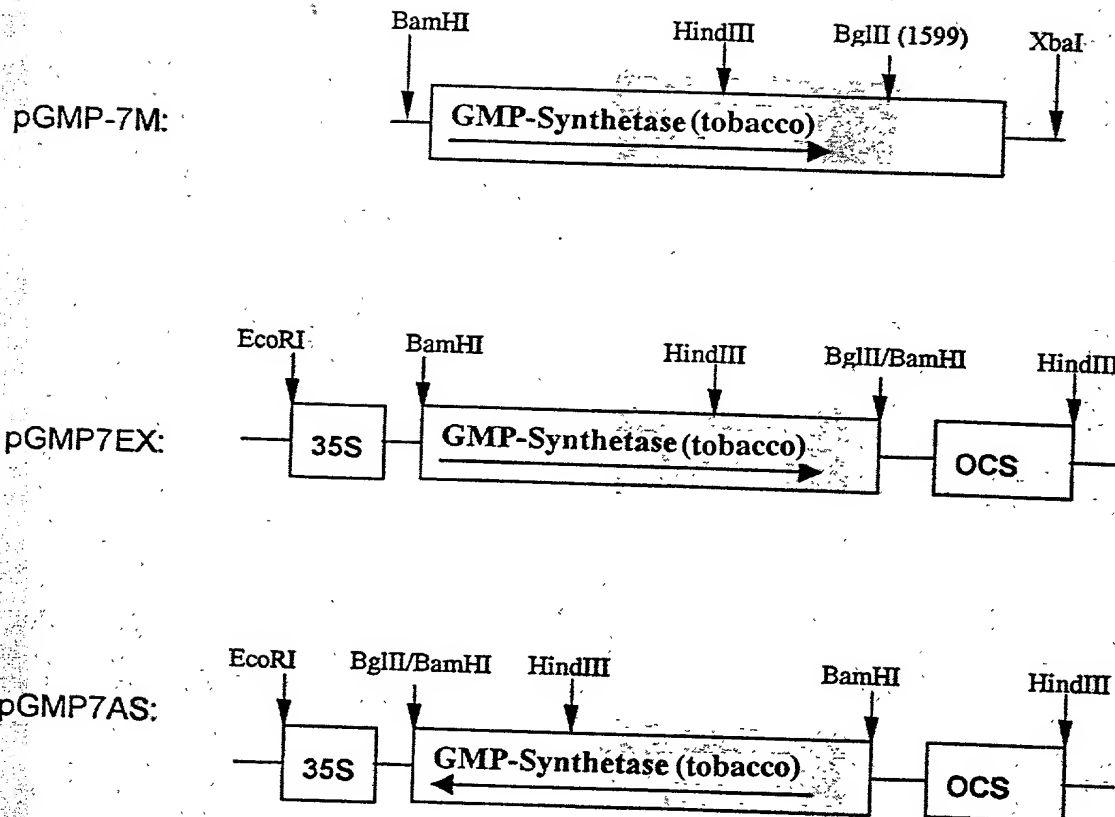 BamHI HindIII BglII (1599) XbaI
pGMP-7M:
GMP-Synthetase (tobacco)
EcoRI BamHI HindIII BglII/BamHI HindIII
pGMP7EX:
35S GMP-Synthetase (tobacco) OCS
EcoRI BglII/BamHI HindIII BamHI HindIII
pGMP7AS:
35S GMP-Synthetase (tobacco) OCS